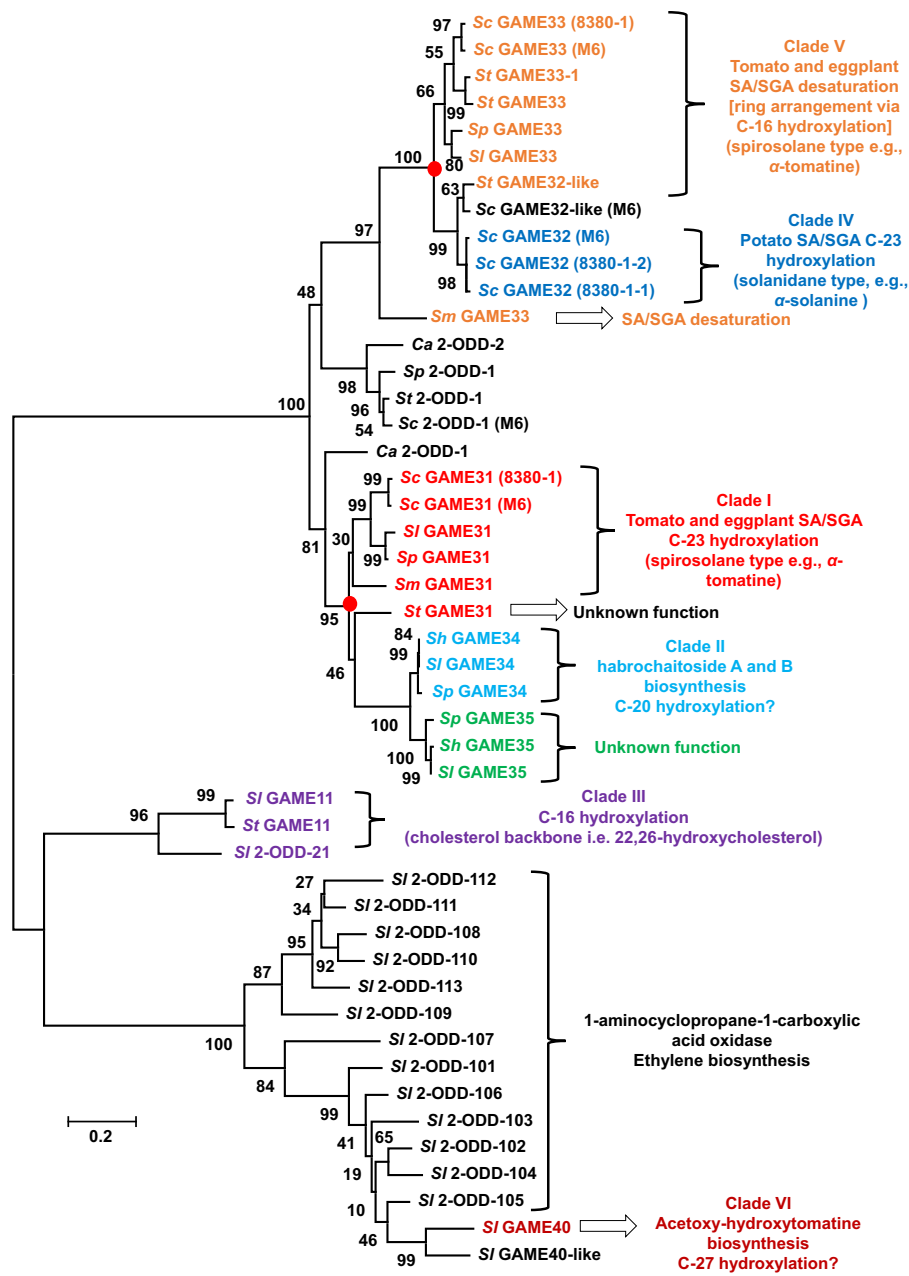 97
Sc GAME33 (8380-1)
Sc GAME33 (M6)
55
St GAME33-1
66
St GAME33
99
Sp GAME33
Sl GAME33
80
100
St GAME32-like
63
Sc GAME32-like (M6)
Sc GAME32 (M6)
99
Sc GAME32 (8380-1-2)
98
Sc GAME32 (8380-1-1)
97
Sm GAME33
SA/SGA desaturation
48
Clade V
Tomato and eggplant
SA/SGA desaturation
[ring arrangement via
C-16 hydroxylation]
(spirosolane type e.g.,
α-tomatine)
Clade IV
Potato SA/SGA C-23
hydroxylation
(solanidane type, e.g.,
α-solanine )
Ca 2-ODD-2
Sp 2-ODD-1
98
St 2-ODD-1
96
Sc 2-ODD-1 (M6)
54
100
Ca 2-ODD-1
Sc GAME31 (8380-1)
99
Sc GAME31 (M6)
99
Sl GAME31
30
Sp GAME31
99
81
Sm GAME31
St GAME31
Unknown function
95
Clade I
Tomato and eggplant SA/SGA
C-23 hydroxylation
(spirosolane type e.g., α-
tomatine)
84
Sh GAME34
99
Sl GAME34
46
Sp GAME34
100
Sp GAME35
Sh GAME35
100
Sl GAME35
99
Clade II
habrochaitoside A and B
biosynthesis
C-20 hydroxylation?
Unknown function
99
Sl GAME11
96
St GAME11
Sl 2-ODD-21
Clade III
C-16 hydroxylation
(cholesterol backbone i.e. 22,26-hydroxycholesterol)
27
Sl 2-ODD-112
34
Sl 2-ODD-111
Sl 2-ODD-108
95
Sl 2-ODD-110
92
87
Sl 2-ODD-113
Sl 2-ODD-109
100
Sl 2-ODD-107
84
Sl 2-ODD-101
Sl 2-ODD-106
99
Sl 2-ODD-103
41
65
Sl 2-ODD-102
19
Sl 2-ODD-104
10
Sl 2-ODD-105
Sl GAME40
46
Sl GAME40-like
99
1-aminocyclopropane-1-carboxylic
acid oxidase
Ethylene biosynthesis
Clade VI
Acetoxy-hydroxytomatine
biosynthesis
C-27 hydroxylation?
0.2